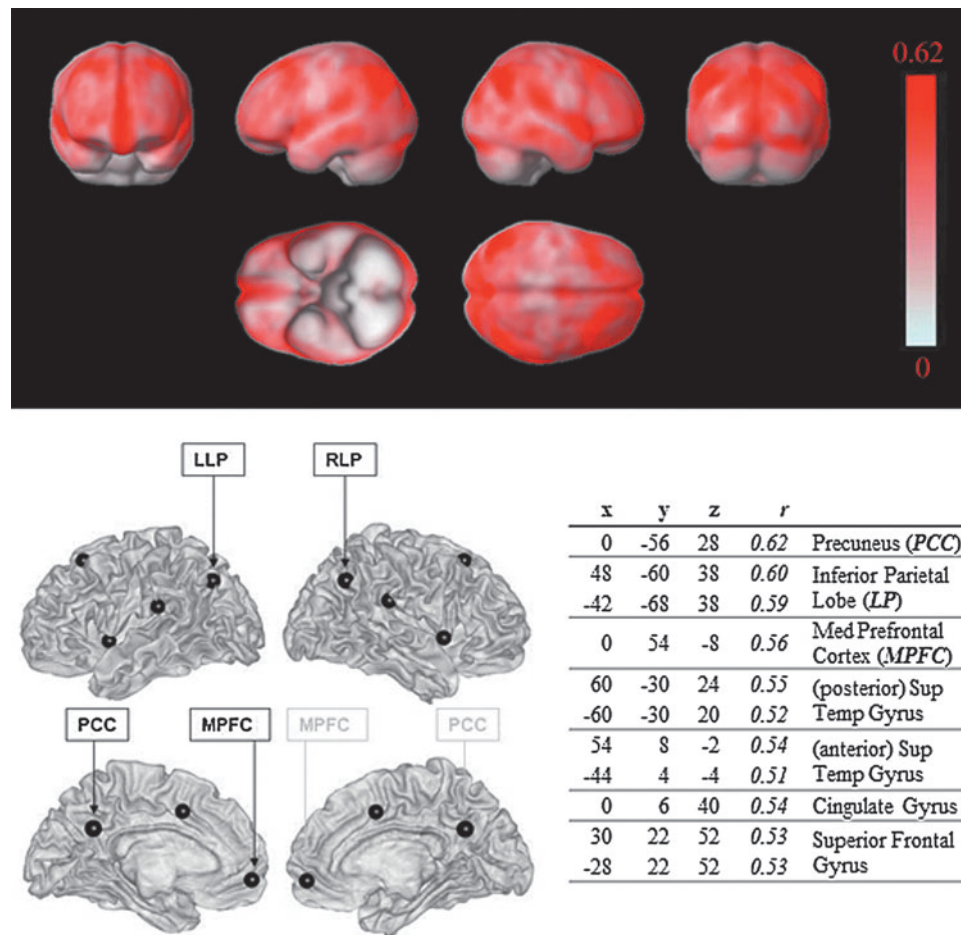 0.62
0
LLP
RLP
PCC
MPFC
MPFC
PCC
x y z r
0 -56 28 0.62 Precuneus (PCC)
48 -60 38 0.60 Inferior Parietal
-42 -68 38 0.59 Lobe (LP)
0 54 -8 0.56 Med Prefrontal
Cortex (MPFC)
60 -30 24 0.55 (posterior) Sup
-60 -30 20 0.52 Temp Gyrus
54 8 -2 0.54 (anterior) Sup
-44 4 -4 0.51 Temp Gyrus
0 6 40 0.54 Cingulate Gyrus
30 22 52 0.53 Superior Frontal
-28 22 52 0.53 Gyrus